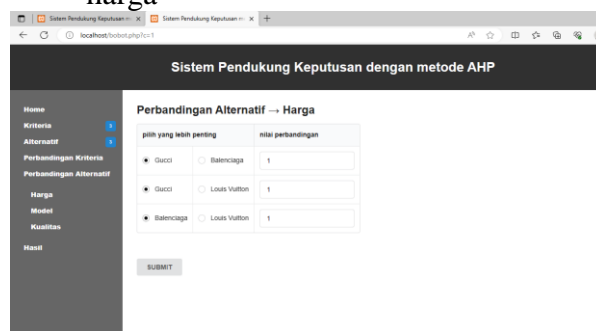 harga
Sistem Pendukung Keputusan m
Sistem Pendukung Keputusan m
localhost/bobot.php?c=1
Sistem Pendukung Keputusan dengan metode AHP
Home
Kriteria
Alternatif
Perbandingan Kriteria
Perbandingan Alternatif
Harga
Model
Kualitas
Hasil
Perbandingan Alternatif → Harga
pilih yang lebih penting nilai perbandingan
Gucci Balenciaga 1
Gucci Louis Vuitton 1
Balenciaga Louis Vuitton 1
SUBMIT